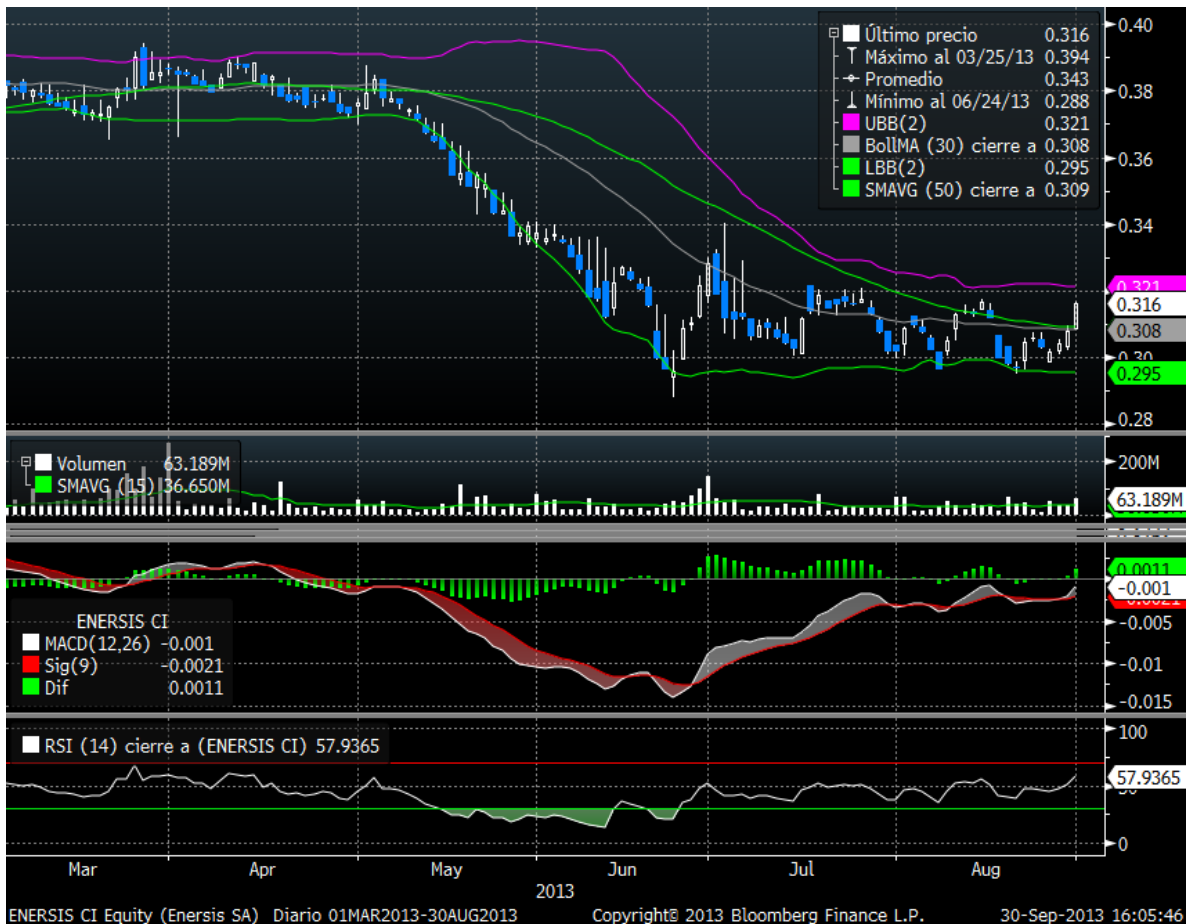 Último precio 0.316
Máximo al 03/25/13 0.394
Promedio 0.343
Mínimo al 06/24/13 0.288
UBB(2) 0.321
BollMA (30) cierre a 0.308
LBB(2) 0.295
SMAVG (50) cierre a 0.309
0.40
0.38
0.36
0.34
0.321
0.316
0.308
0.30
0.295
0.28
Volumen 63.189M
SMAVG (15) 36.650M
200M
63.189M
ENERSIS CI
MACD(12,26) -0.001
Sig(9) -0.0021
Dif 0.0011
0.0011
-0.001
-0.0021
-0.005
-0.01
-0.015
RSI (14) cierre a (ENERSIS CI) 57.9365
100
57.9365
0
Mar Apr May Jun Jul Aug
2013
ENERSIS CI Equity (Enersis SA) Diario 01MAR2013-30AUG2013 Copyright© 2013 Bloomberg Finance L.P. 30-Sep-2013 16:05:46